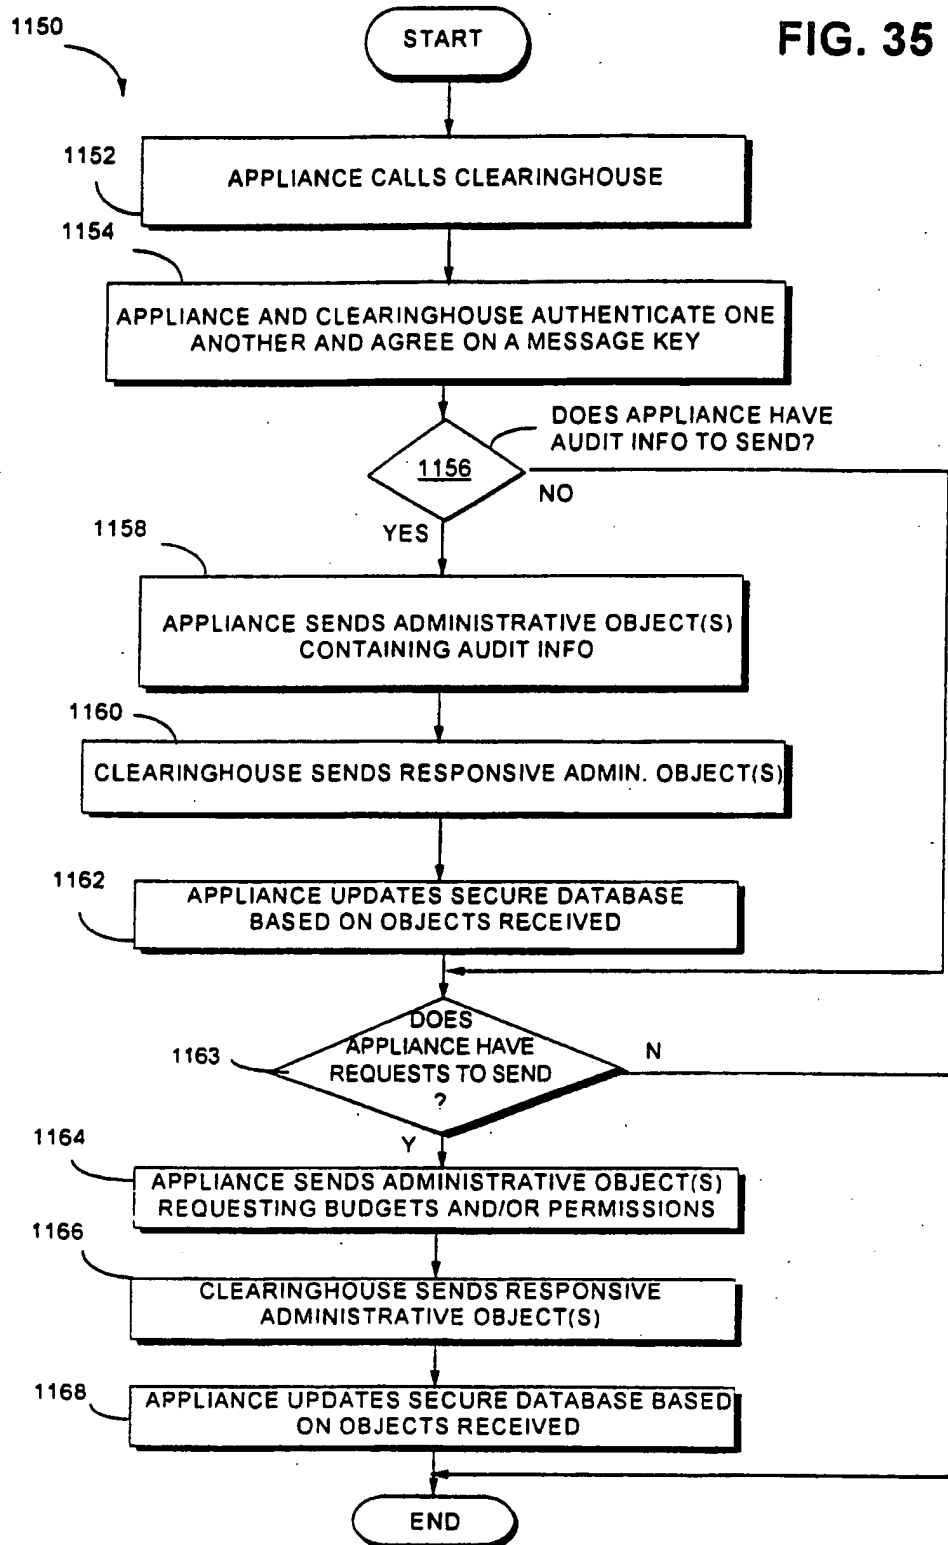 1150
START
FIG. 35
1152
APPLIANCE CALLS CLEARINGHOUSE
1154
APPLIANCE AND CLEARINGHOUSE AUTHENTICATE ONE
ANOTHER AND AGREE ON A MESSAGE KEY
DOES APPLIANCE HAVE
AUDIT INFO TO SEND?
1156
NO
YES
1158
APPLIANCE SENDS ADMINISTRATIVE OBJECT(S)
CONTAINING AUDIT INFO
1160
CLEARINGHOUSE SENDS RESPONSIVE ADMIN. OBJECT(S)
1162
APPLIANCE UPDATES SECURE DATABASE
BASED ON OBJECTS RECEIVED
1163
DOES
APPLIANCE HAVE
REQUESTS TO SEND
?
N
Y
1164
APPLIANCE SENDS ADMINISTRATIVE OBJECT(S)
REQUESTING BUDGETS AND/OR PERMISSIONS
1166
CLEARINGHOUSE SENDS RESPONSIVE
ADMINISTRATIVE OBJECT(S)
1168
APPLIANCE UPDATES SECURE DATABASE BASED
ON OBJECTS RECEIVED
END